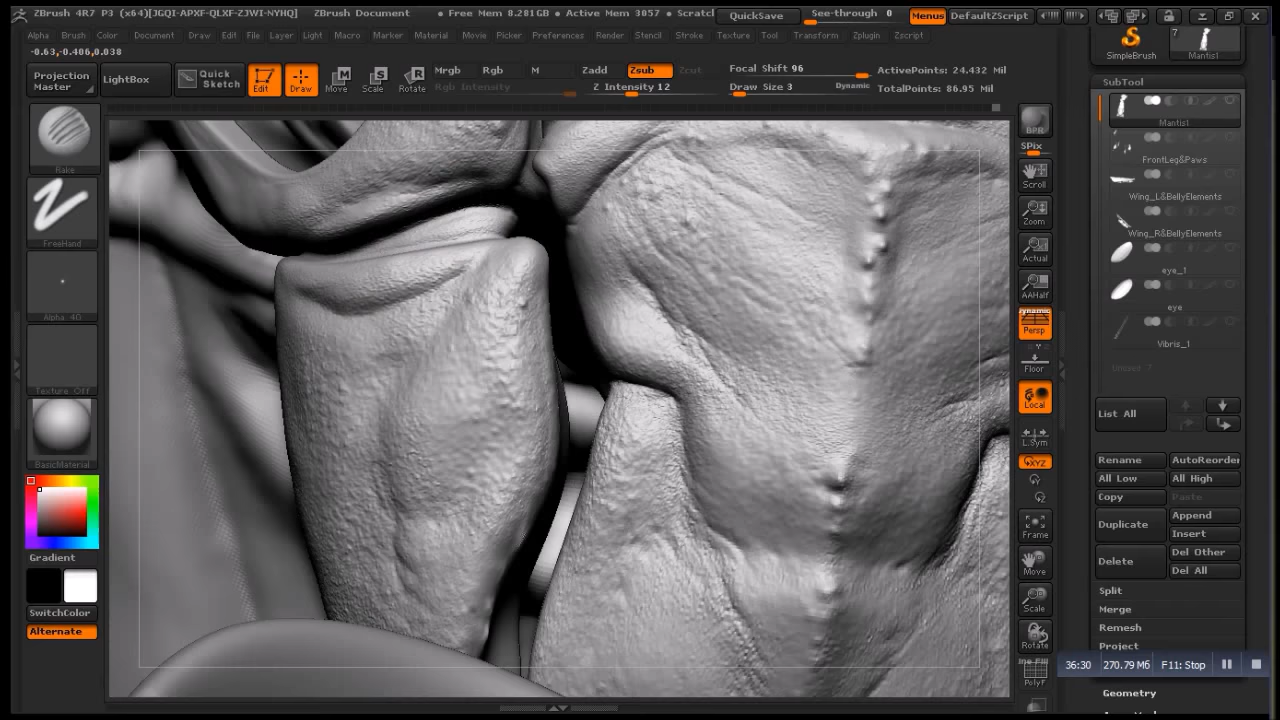 ZBrush 4R7 P3 (x64)[JGQI-APXF-QLXF-ZJWI-NYHQ] ZBrush Document • Free Mem 8.281GB • Active Mem 3857 • Scratcl QuickSave See-through 0 Menus DefaultZScript
Alpha Brush Color Document Draw Edit File Layer Light Macro Marker Material Movie Picker Preferences Render Stencil Stroke Texture Tool Transform Zplugin Zscript
-0.63,-0.406,0.038
Projection Master
LightBox
Quick Sketch
Edit
Draw
Move
Scale
Rotate
Mrgb Rgb M
Rgb Intensity
Zadd Zsub Zcut
Z Intensity 12
Focal Shift 96
Draw Size 3 Dynamic
ActivePoints: 24.432 Mil
TotalPoints: 86.95 Mil
Rake
FreeHand
Alpha 40
Texture Off
BasicMaterial
Gradient
SwitchColor
Alternate
BPR
SPix
Scroll
Zoom
Actual
AAHalf
Dynamic
Persp
Floor
Local
L.Sym
XYZ
Frame
Move
Scale
Rotate
PolyF
SimpleBrush
7
Mantis1
SubTool
Mantis1
FrontLeg&Paws
Wing_L&BellyElements
Wing_R&BellyElements
eye_1
eye
Vibris_1
List All
Rename AutoReorder
All Low All High
Copy Paste
Duplicate Append
Insert
Delete Del Other
Del All
Split
Merge
Remesh
Project
36:30 270.79 Мб F11: Stop
Geometry